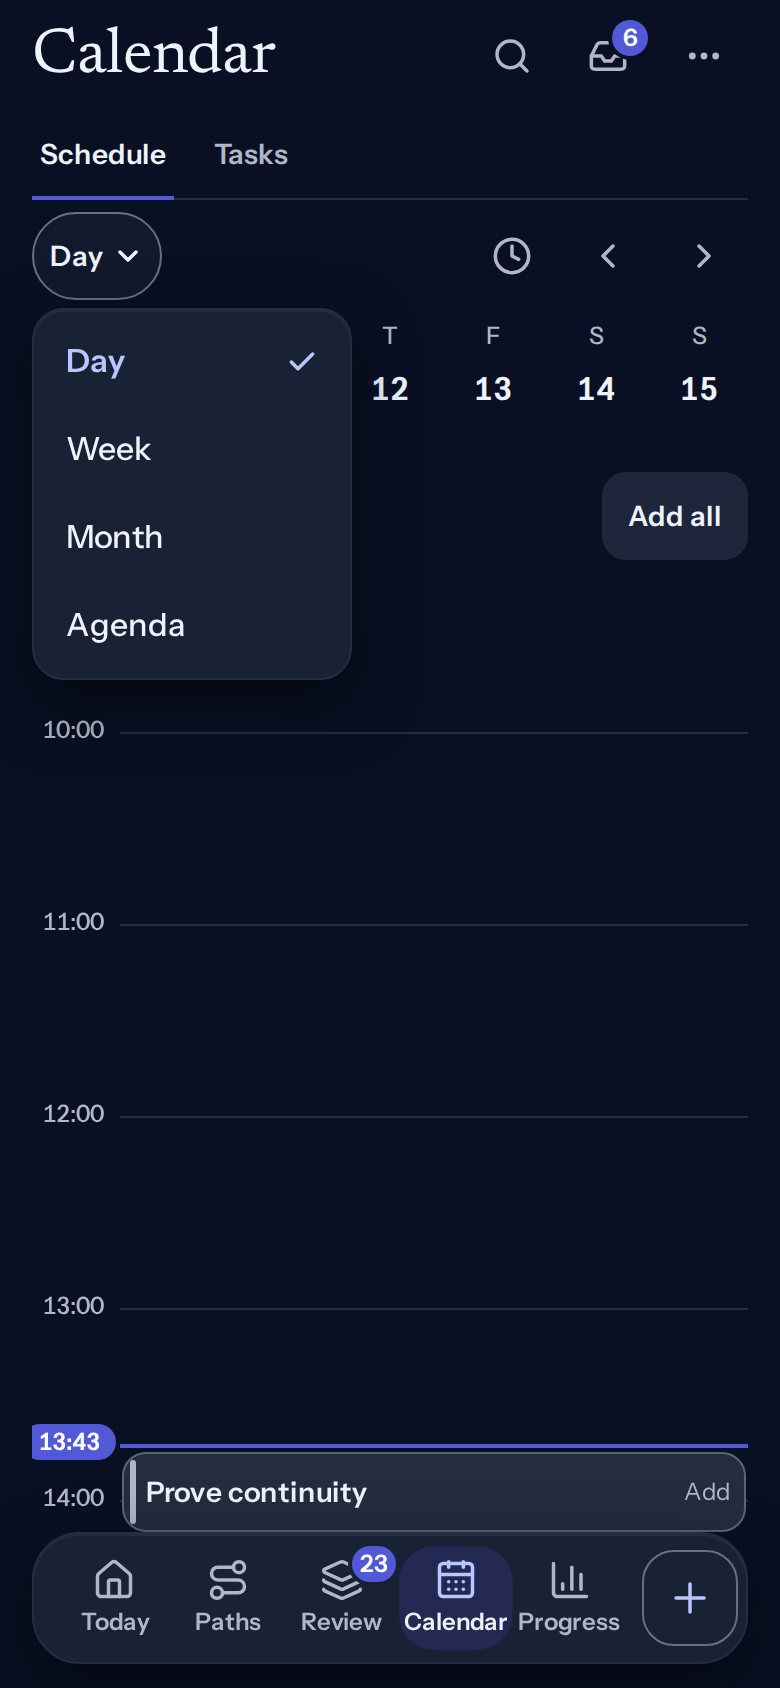 Calendar
6
Schedule Tasks
Day
T F S S
12 13 14 15
Day
Week
Month
Agenda
Add all
10:00
11:00
12:00
13:00
13:43
14:00 Prove continuity Add
23
Today Paths Review Calendar Progress